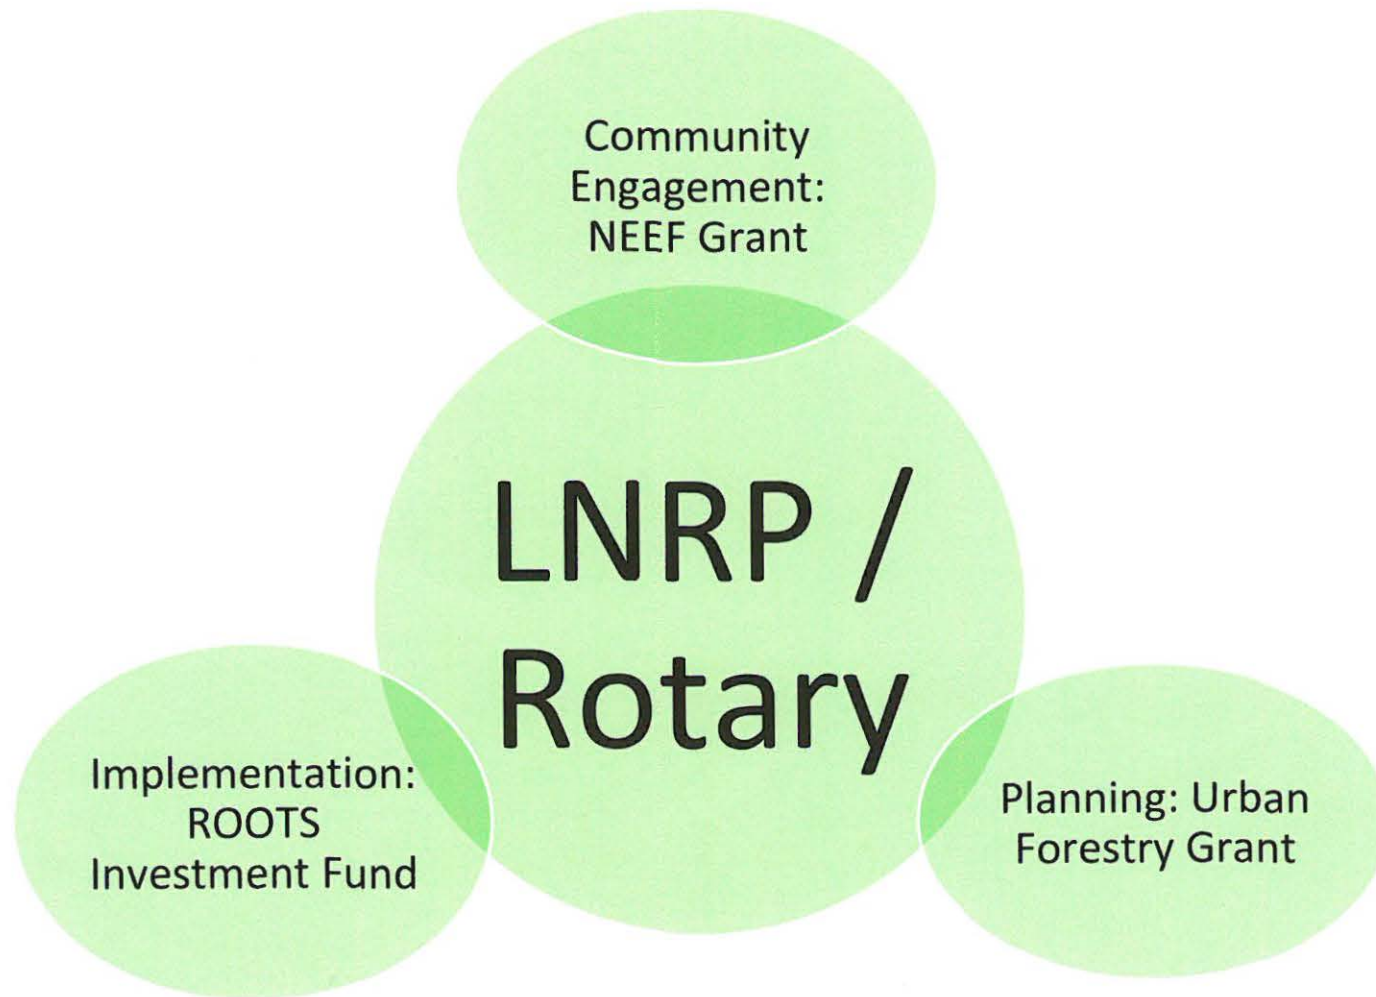 Community
Engagement:
NEEF Grant
LNRP /
Rotary
Implementation:
ROOTS
Investment Fund
Planning: Urban
Forestry Grant